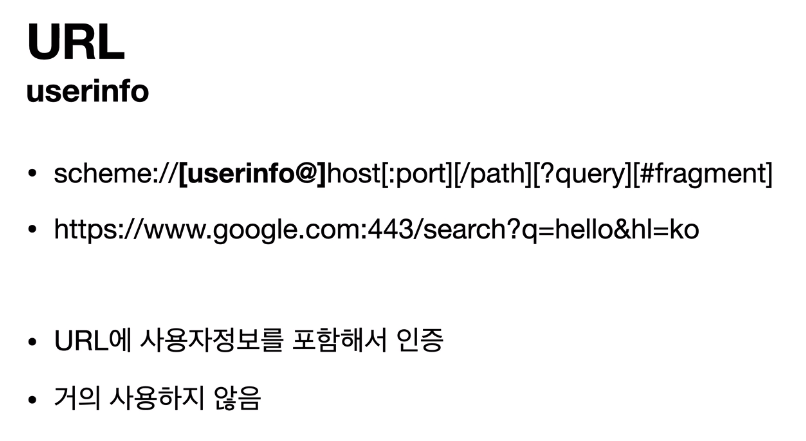 URL
userinfo
• scheme://[userinfo@]host[:port][/path][?query][#fragment]
• https://www.google.com:443/search?q=hello&hl=ko
• URL에 사용자정보를 포함해서 인증
• 거의 사용하지 않음